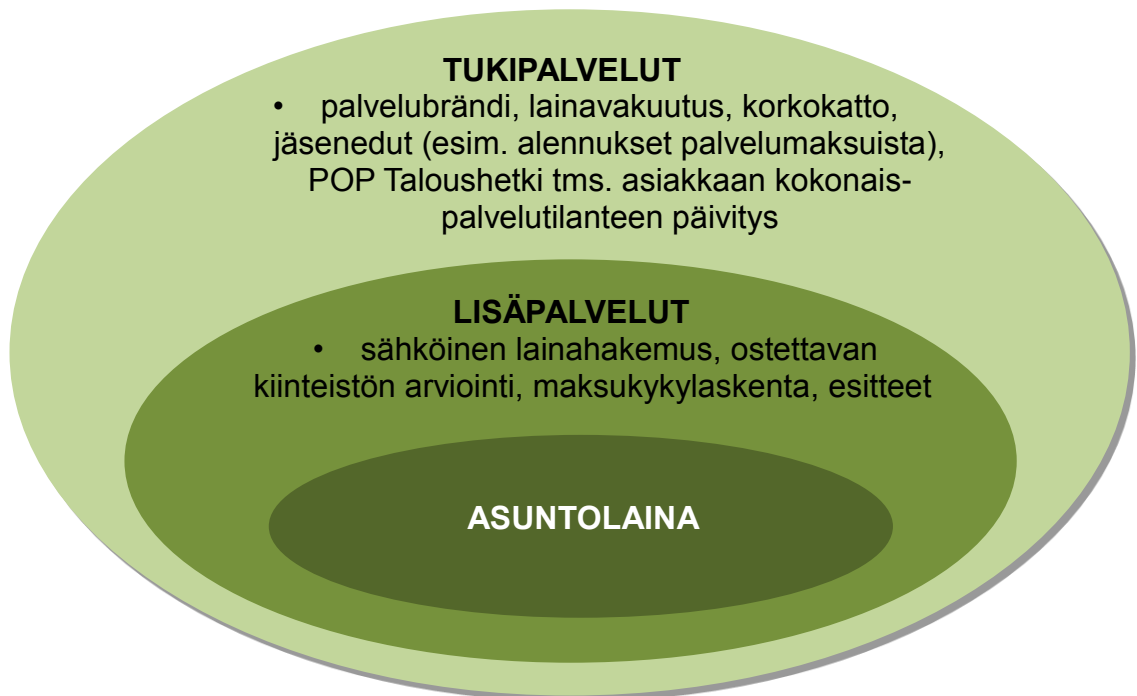 TUKIPALVELUT
• palvelubrändi, lainavakuutus, korkokatto,
jäsenedut (esim. alennukset palvelumaksuista),
POP Taloushetki tms. asiakkaan kokonais-
palvelutilanteen päivitys
LISÄPALVELUT
• sähköinen lainahakemus, ostettavan
kiinteistön arviointi, maksukykylaskenta, esitteet
ASUNTOLAINA